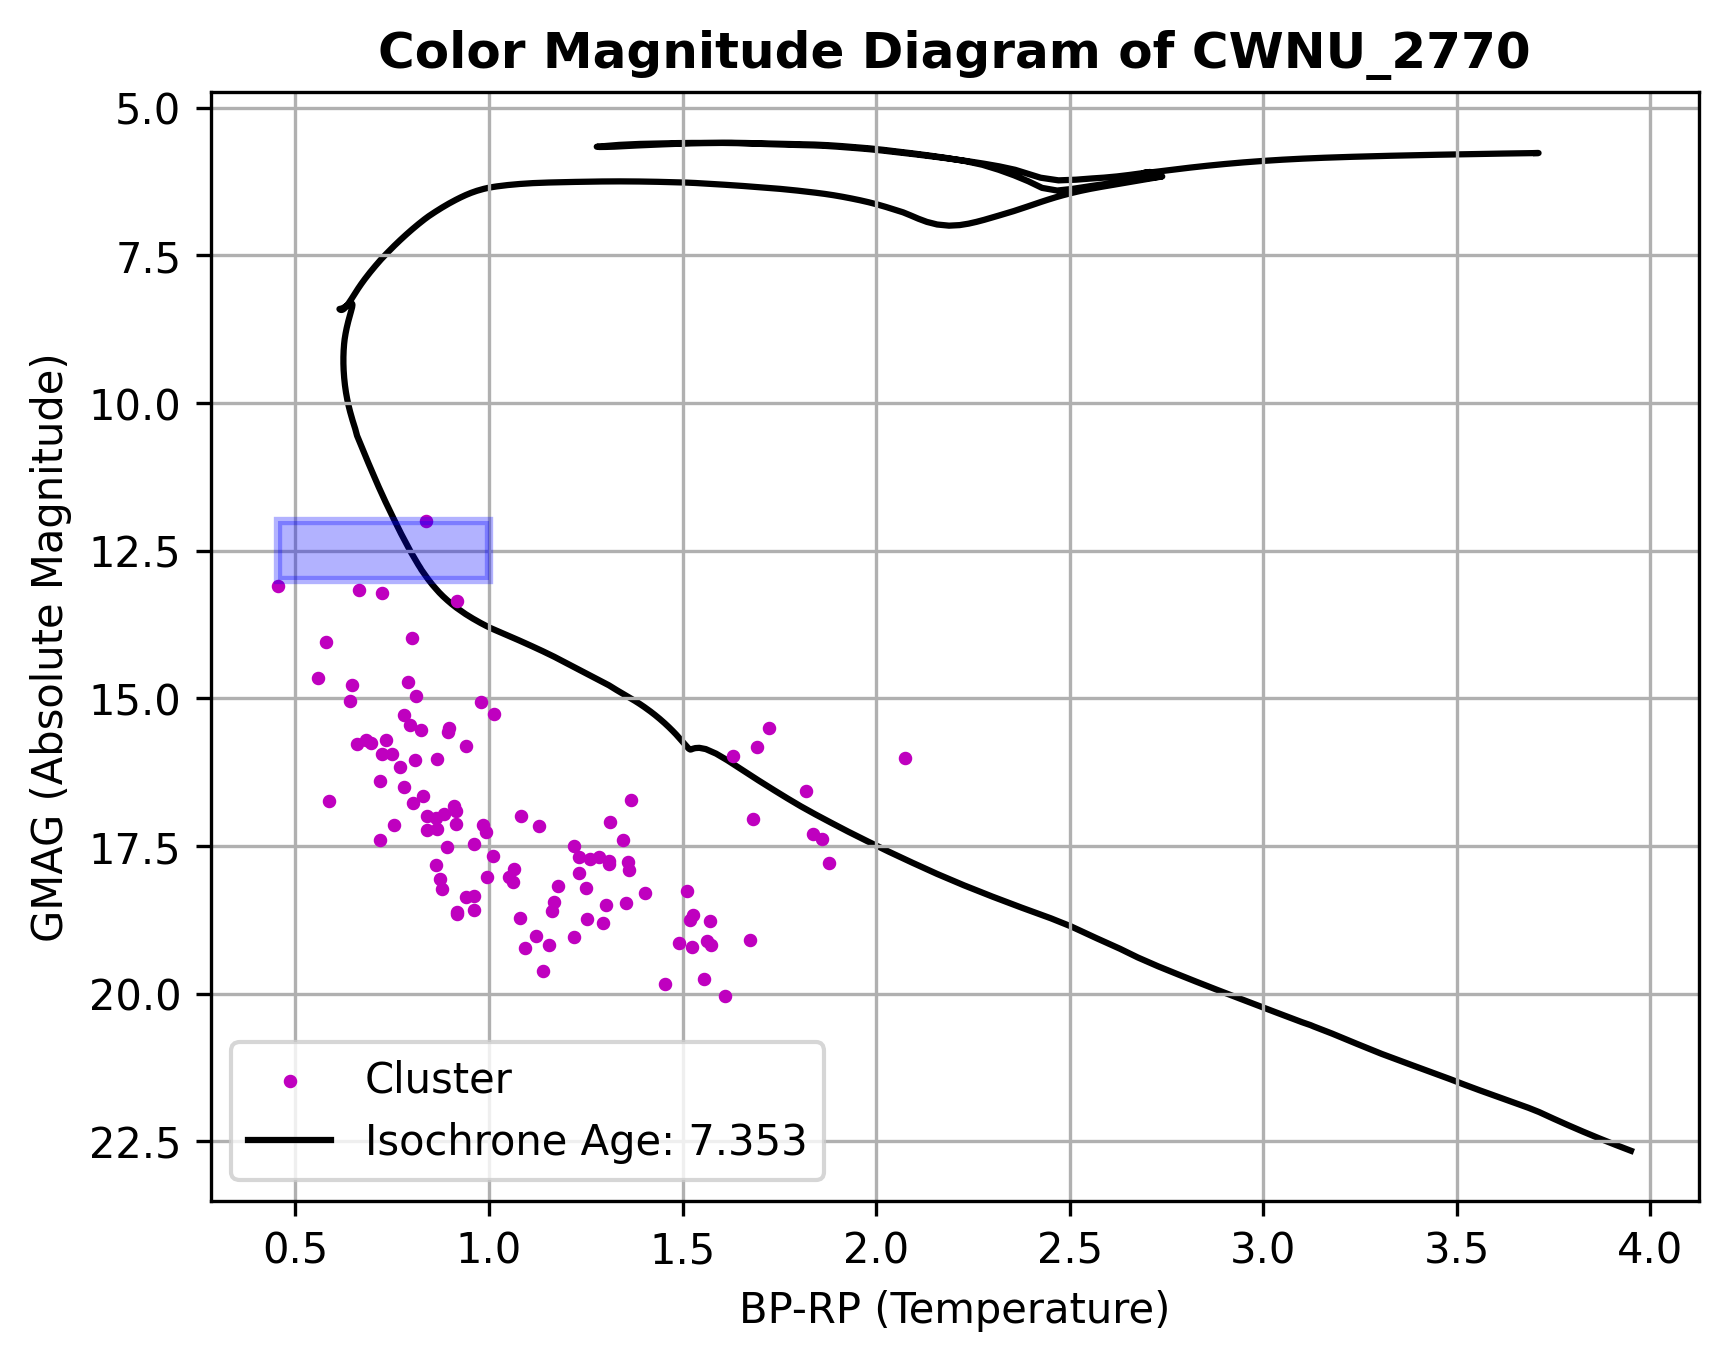 Color Magnitude Diagram of CWNU_2770
GMAG (Absolute Magnitude)
5.0
7.5
10.0
12.5
15.0
17.5
20.0
22.5
Cluster
Isochrone Age: 7.353
0.5 1.0 1.5 2.0 2.5 3.0 3.5 4.0
BP-RP (Temperature)